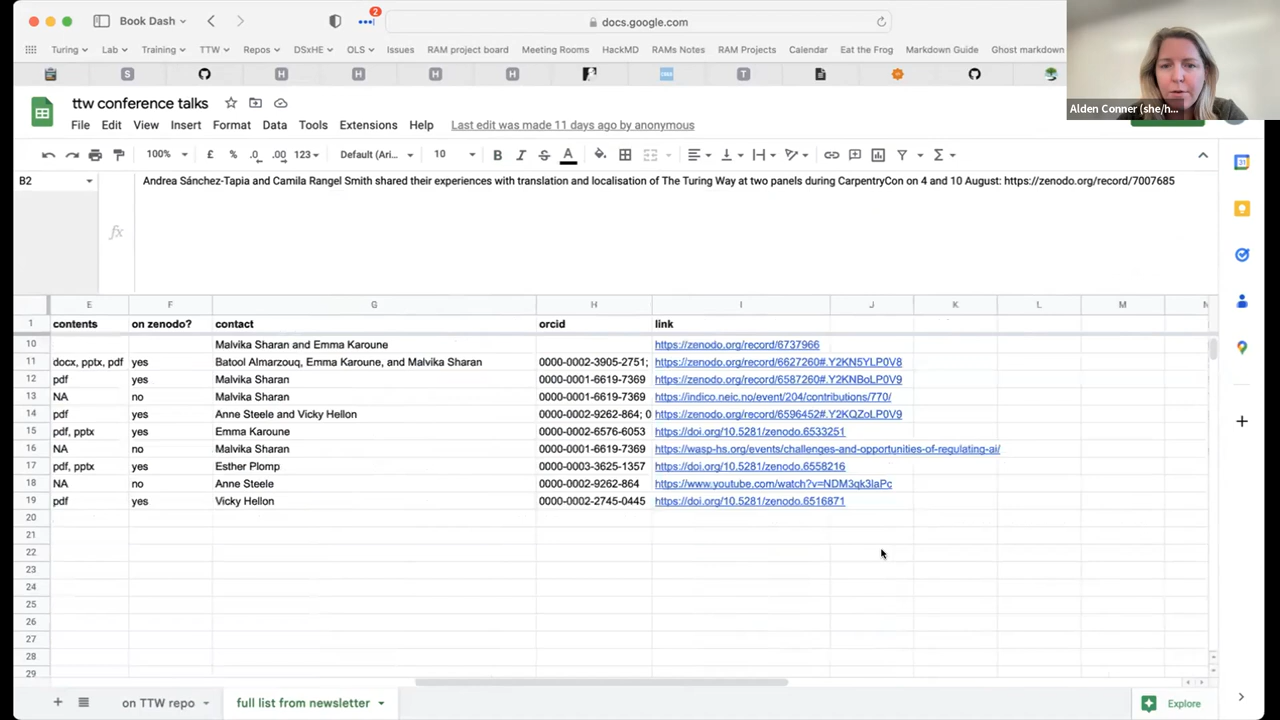 Book Dash
2
docs.google.com
Turing
Lab
Training
TTW
Repos
DSxHE
OLS
Issues
RAM project board
Meeting Rooms
HackMD
RAMs Notes
RAM Projects
Calendar
Eat the Frog
Markdown Guide
Ghost markdown
Alden Conner (she/h...
ttw conference talks
File Edit View Insert Format Data Tools Extensions Help Last edit was made 11 days ago by anonymous
100% £ % .0 .00 123 Default (Ari... 10 B I S A
B2
Andrea Sánchez-Tapia and Camila Rangel Smith shared their experiences with translation and localisation of The Turing Way at two panels during CarpentryCon on 4 and 10 August: https://zenodo.org/record/7007685
fx
E F G H I J K L M N
1 contents on zenodo? contact orcid link
10 Malvika Sharan and Emma Karoune https://zenodo.org/record/6737966
11 docx, pptx, pdf yes Batool Almarzouq, Emma Karoune, and Malvika Sharan 0000-0002-3905-2751; https://zenodo.org/record/6627260#.Y2KN5YLP0V8
12 pdf yes Malvika Sharan 0000-0001-6619-7369 https://zenodo.org/record/6587260#.Y2KNBoLP0V9
13 NA no Malvika Sharan 0000-0001-6619-7369 https://indico.neic.no/event/204/contributions/770/
14 pdf yes Anne Steele and Vicky Hellon 0000-0002-9262-864; 0 https://zenodo.org/record/6596452#.Y2KQZoLP0V9
15 pdf, pptx yes Emma Karoune 0000-0002-6576-6053 https://doi.org/10.5281/zenodo.6533251
16 NA no Malvika Sharan 0000-0001-6619-7369 https://wasp-hs.org/events/challenges-and-opportunities-of-regulating-ai/
17 pdf, pptx yes Esther Plomp 0000-0003-3625-1357 https://doi.org/10.5281/zenodo.6558216
18 NA no Anne Steele 0000-0002-9262-864 https://www.youtube.com/watch?v=NDM3qk3laPc
19 pdf yes Vicky Hellon 0000-0002-2745-0445 https://doi.org/10.5281/zenodo.6516871
20
21
22
23
24
25
26
27
28
29
on TTW repo
full list from newsletter
Explore